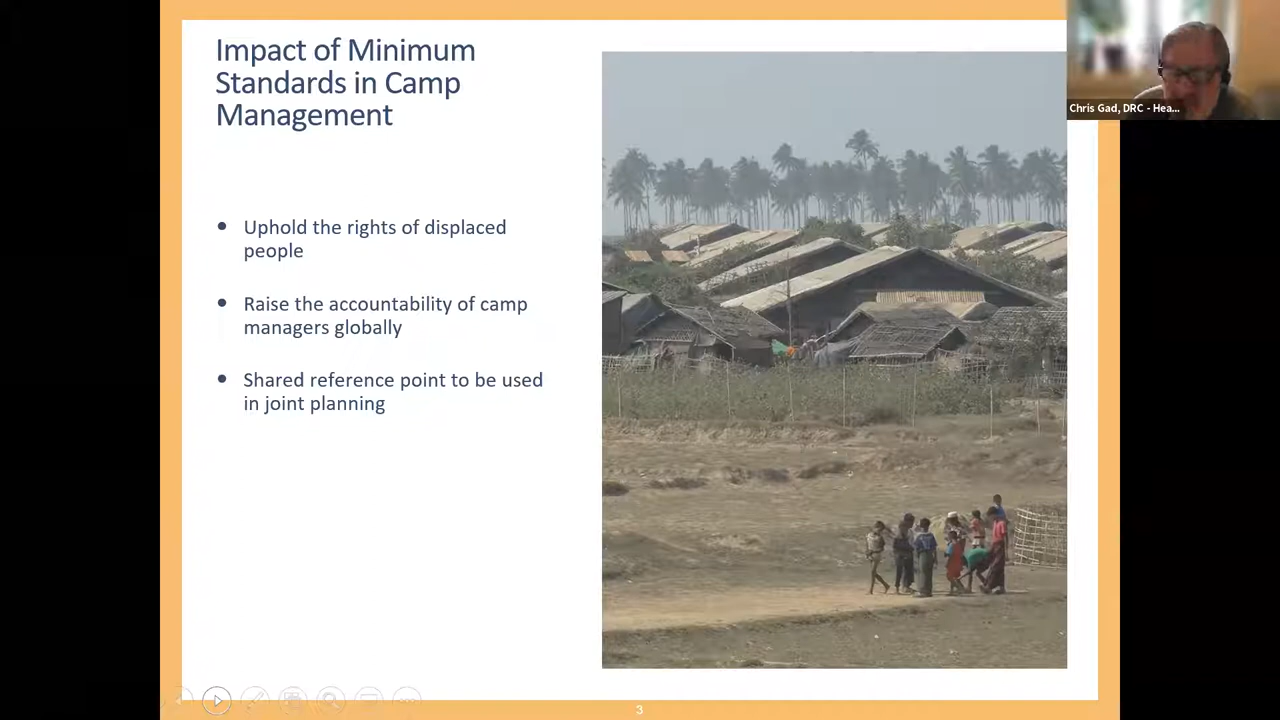 Impact of Minimum
Standards in Camp
Management
Chris Gad, DRC - Hea...
• Uphold the rights of displaced
people
• Raise the accountability of camp
managers globally
• Shared reference point to be used
in joint planning
3